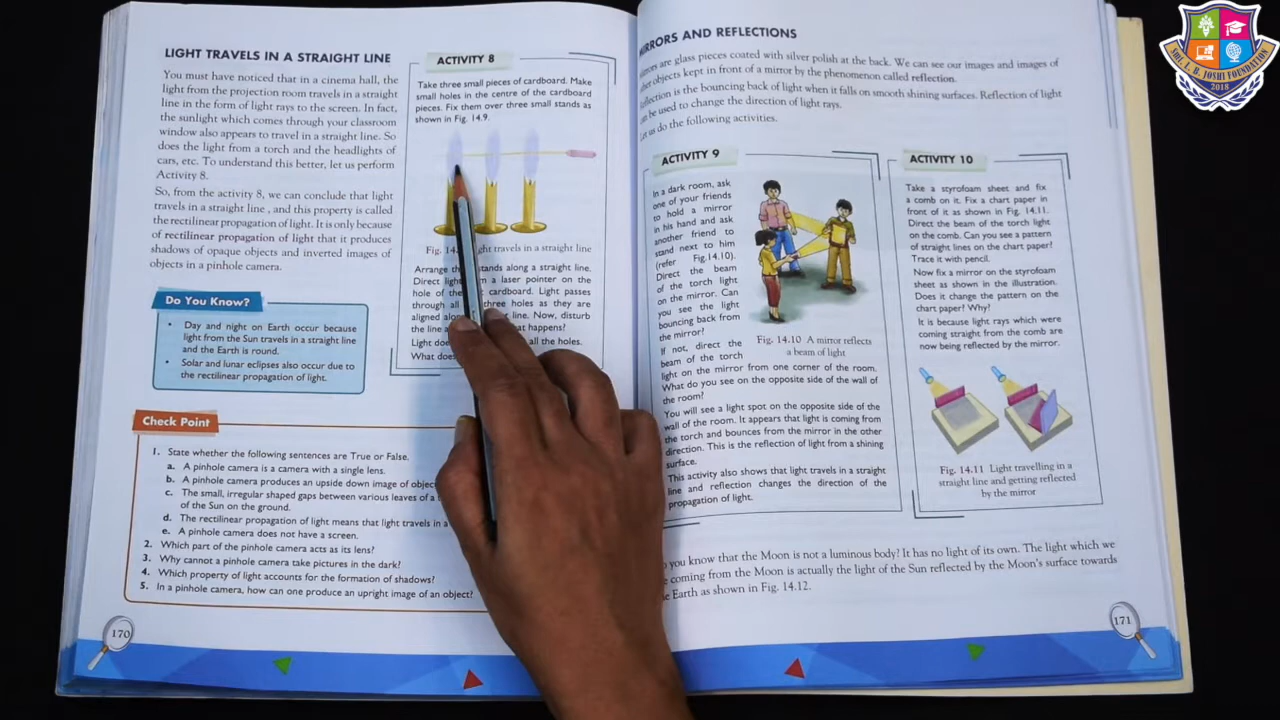 LIGHT TRAVELS IN A STRAIGHT LINE
You must have noticed that in a cinema hall, the
light from the projection room travels in a straight
line in the form of light rays to the screen. In fact,
the sunlight which comes through your classroom
window also appears to travel in a straight line. So
does the light from a torch and the headlights of
cars, etc. To understand this better, let us perform
Activity 8.
So, from the activity 8, we can conclude that light
travels in a straight line , and this property is called
the rectilinear propagation of light. It is only because
of rectilinear propagation of light that it produces
shadows of opaque objects and inverted images of
objects in a pinhole camera.
Do You Know?
• Day and night on Earth occur because
light from the Sun travels in a straight line
and the Earth is round.
• Solar and lunar eclipses also occur due to
the rectilinear propagation of light.
ACTIVITY 8
Take three small pieces of cardboard. Make
small holes in the centre of the cardboard
pieces. Fix them over three small stands as
shown in Fig. 14.9.
Fig. 14. light travels in a straight line
Arrange the stands along a straight line.
Direct light a laser pointer on the
hole of the cardboard. Light passes
through all three holes as they are
aligned along line. Now, disturb
the line happens?
Light all the holes.
What
Check Point
1. State whether the following sentences are True or False.
a. A pinhole camera is a camera with a single lens.
b. A pinhole camera produces an upside down image of
c. The small, irregular shaped gaps between various leaves of a
of the Sun on the ground.
d. The rectilinear propagation of light means that light travels in a
e. A pinhole camera does not have a screen.
2. Which part of the pinhole camera acts as its lens?
3. Why cannot a pinhole camera take pictures in the dark?
4. Which property of light accounts for the formation of shadows?
5. In a pinhole camera, how can one produce an upright image of an object?
170
MIRRORS AND REFLECTIONS
Mirrors are glass pieces coated with silver polish at the back. We can see our images and images of
other objects kept in front of a mirror by the phenomenon called reflection.
Reflection is the bouncing back of light when it falls on smooth shining surfaces. Reflection of light
can be used to change the direction of light rays.
Let us do the following activities.
ACTIVITY 9
In a dark room, ask
one of your friends
to hold a mirror
in his hand and ask
another friend to
stand next to him
(refer Fig.14.10).
Direct the beam
of the torch light
on the mirror. Can
you see the light
bouncing back from
the mirror?
If not, direct the
beam of the torch
light on the mirror from one corner of the room.
What do you see on the opposite side of the wall of
the room?
You will see a light spot on the opposite side of the
wall of the room. It appears that light is coming from
the torch and bounces from the mirror in the other
direction. This is the reflection of light from a shining
surface.
This activity also shows that light travels in a straight
line and reflection changes the direction of the
propagation of light.
Fig. 14.10 A mirror reflects
a beam of light
ACTIVITY 10
Take a styrofoam sheet and fix
a comb on it. Fix a chart paper in
front of it as shown in Fig. 14.11.
Direct the beam of the torch light
on the comb. Can you see a pattern
of straight lines on the chart paper?
Trace it with pencil.
Now fix a mirror on the styrofoam
sheet as shown in the illustration.
Does it change the pattern on the
chart paper? Why?
It is because light rays which were
coming straight from the comb are
now being reflected by the mirror.
Fig. 14.11 Light travelling in a
straight line and getting reflected
by the mirror
you know that the Moon is not a luminous body? It has no light of its own. The light which we
coming from the Moon is actually the light of the Sun reflected by the Moon's surface towards
Earth as shown in Fig. 14.12.
171
SHRI. L. B. JOSHI FOUNDATION
2018